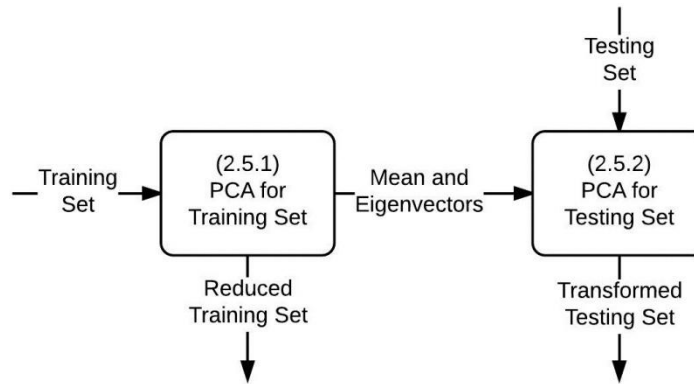 Testing
Set
Training
Set
(2.5.1)
PCA for
Training Set
Mean and
Eigenvectors
(2.5.2)
PCA for
Testing Set
Reduced
Training Set
Transformed
Testing Set